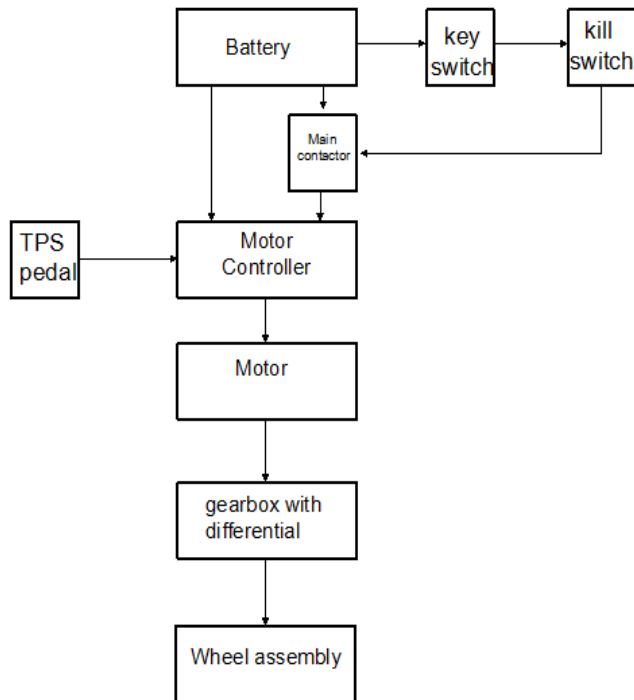 Battery
key
switch
kill
switch
Main
contactor
TPS
pedal
Motor
Controller
Motor
gearbox with
differential
Wheel assembly